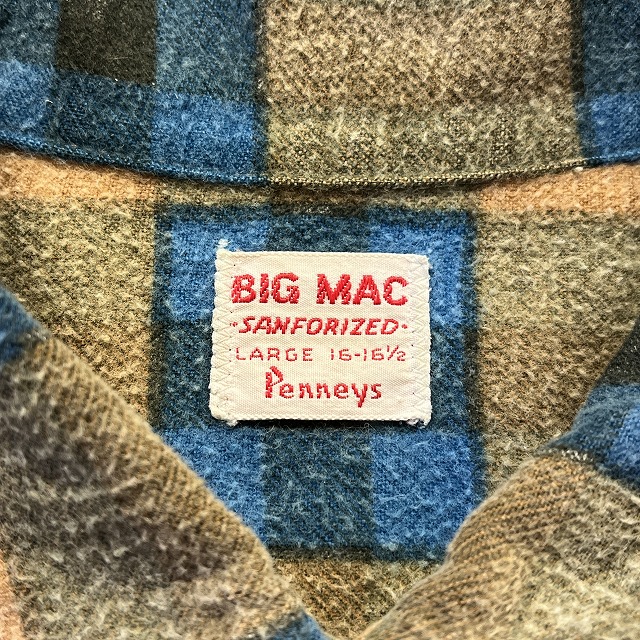 BIG MAC
·SANFORIZED·
LARGE 16-16½
Penneys